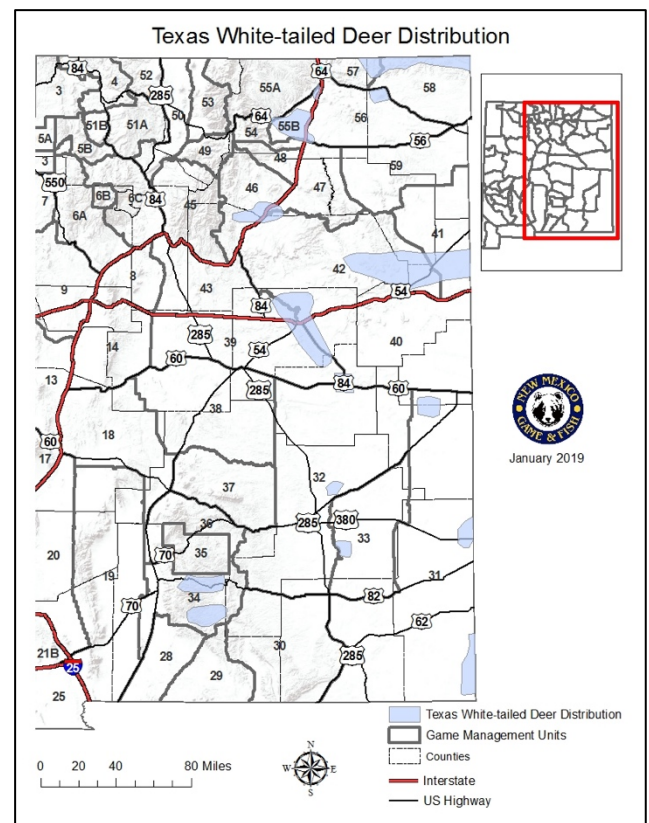 Texas White-tailed Deer Distribution
84
3
4
52
285
50
53
55A
64
57
58
51B
51A
64
54
55B
56
56
5A
5B
49
48
59
3
550
7
6B
6A
6C
84
45
46
47
41
42
8
9
43
54
84
285
39
54
40
14
60
13
285
84
60
38
18
60
17
32
37
36
285
380
33
20
70
35
19
31
34
82
70
62
30
21B
28
285
25
29
25
NEW MEXICO
GAME & FISH
January 2019
Texas White-tailed Deer Distribution
Game Management Units
Counties
Interstate
US Highway
0 20 40 80 Miles
N
W E
S